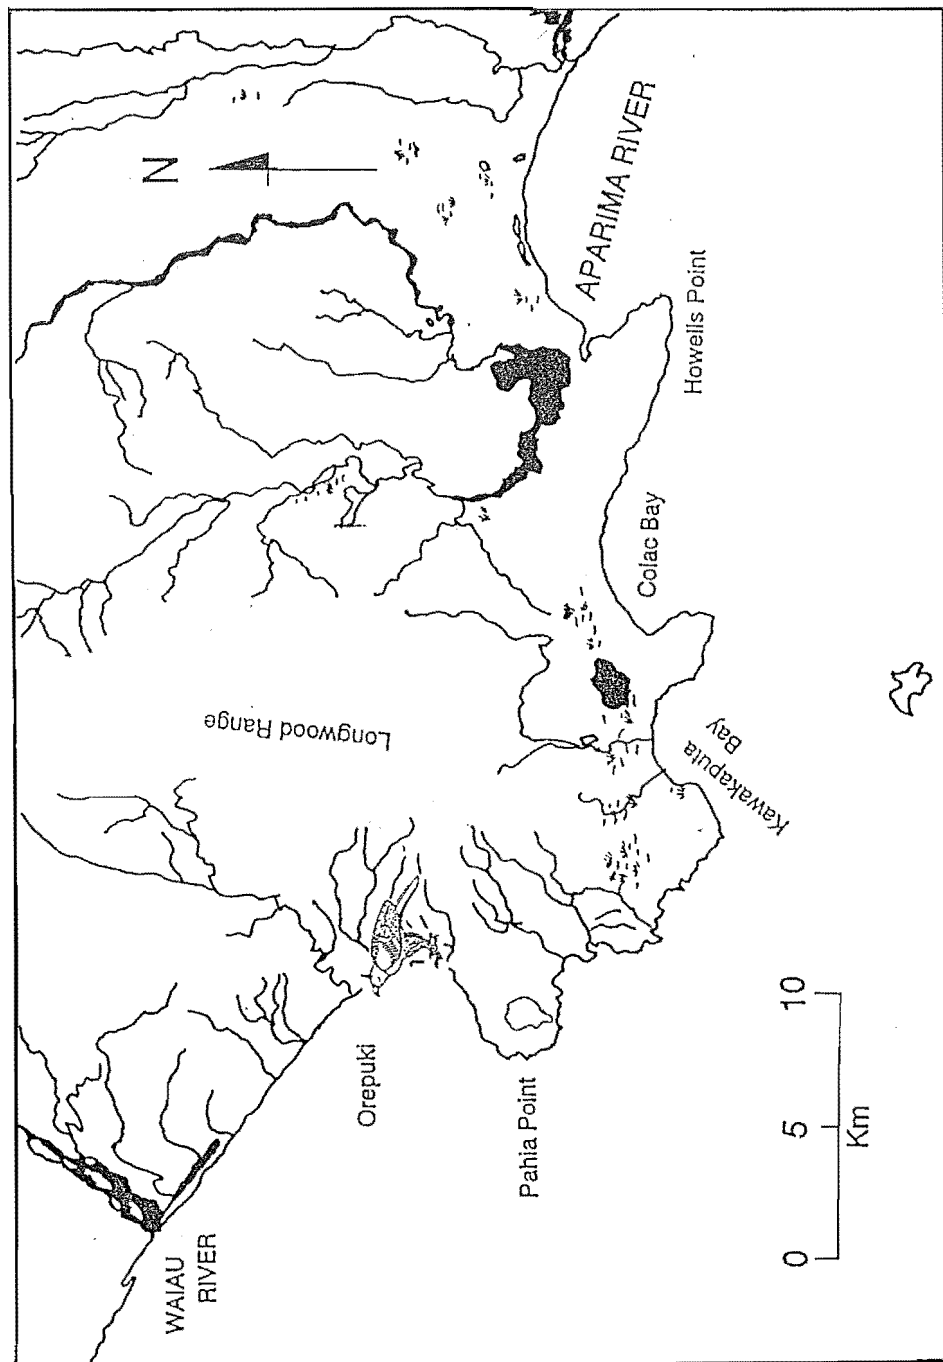 N
WAIAU
RIVER
Longwood Range
Orepuki
Pahia Point
APARIMA RIVER
Colac Bay
Howells Point
Kawakaputa
Bay
0 5 10
Km